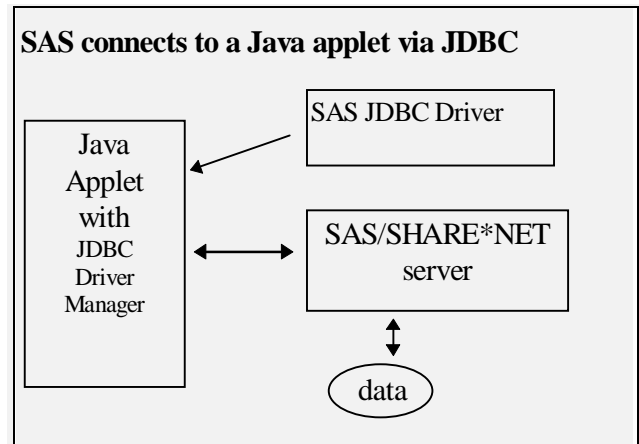 SAS connects to a Java applet via JDBC
SAS JDBC Driver
Java
Applet
with
JDBC
Driver
Manager
SAS/SHARE*NET
server
data